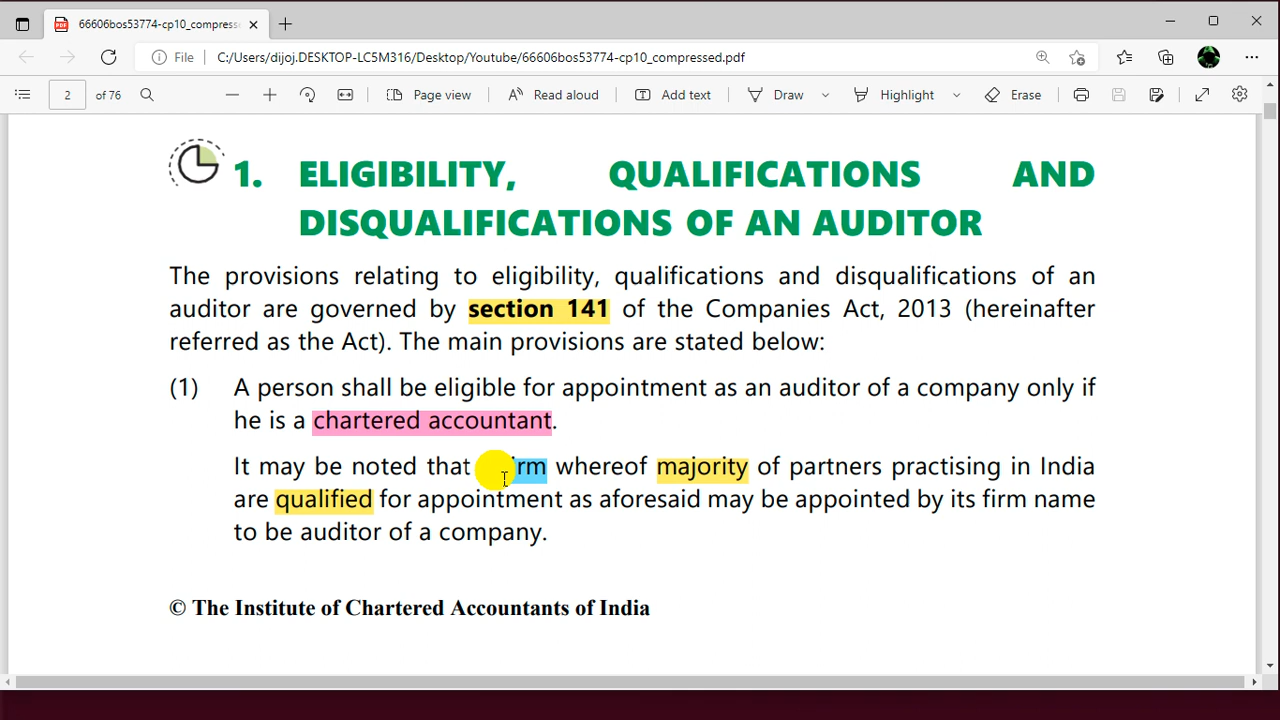 66606bos53774-cp10_compress
File C:/Users/dijoj.DESKTOP-LC5M316/Desktop/Youtube/66606bos53774-cp10_compressed.pdf
2 of 76 Page view Read aloud Add text Draw Highlight Erase
1. ELIGIBILITY, QUALIFICATIONS AND
DISQUALIFICATIONS OF AN AUDITOR
The provisions relating to eligibility, qualifications and disqualifications of an
auditor are governed by section 141 of the Companies Act, 2013 (hereinafter
referred as the Act). The main provisions are stated below:
(1) A person shall be eligible for appointment as an auditor of a company only if
he is a chartered accountant.
It may be noted that whereof majority of partners practising in India
are qualified for appointment as aforesaid may be appointed by its firm name
to be auditor of a company.
© The Institute of Chartered Accountants of India